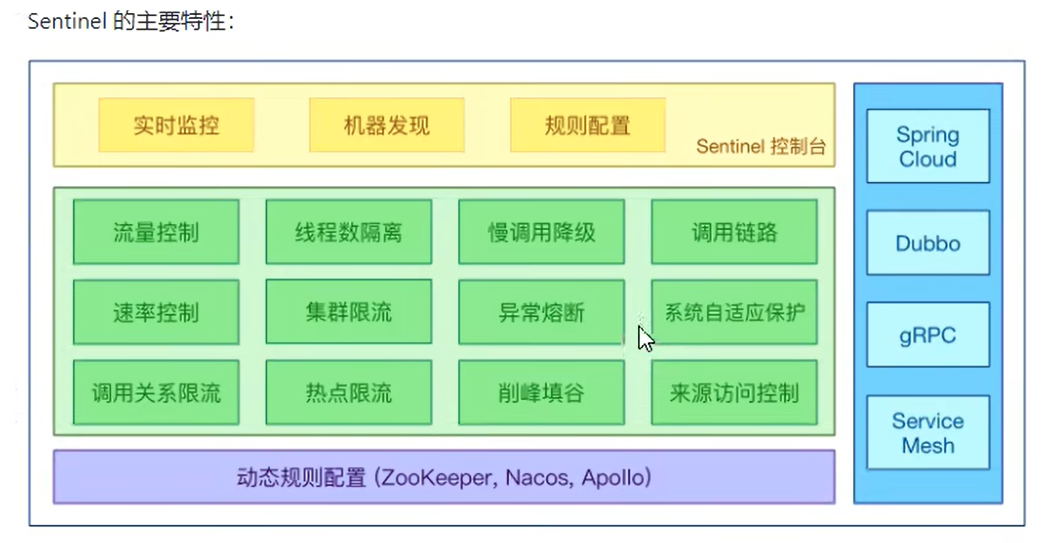 Sentinel 的主要特性：
实时监控
机器发现
规则配置
Sentinel 控制台
流量控制
线程数隔离
慢调用降级
调用链路
速率控制
集群限流
异常熔断
系统自适应保护
调用关系限流
热点限流
削峰填谷
来源访问控制
动态规则配置 (ZooKeeper, Nacos, Apollo)
Spring
Cloud
Dubbo
gRPC
Service
Mesh